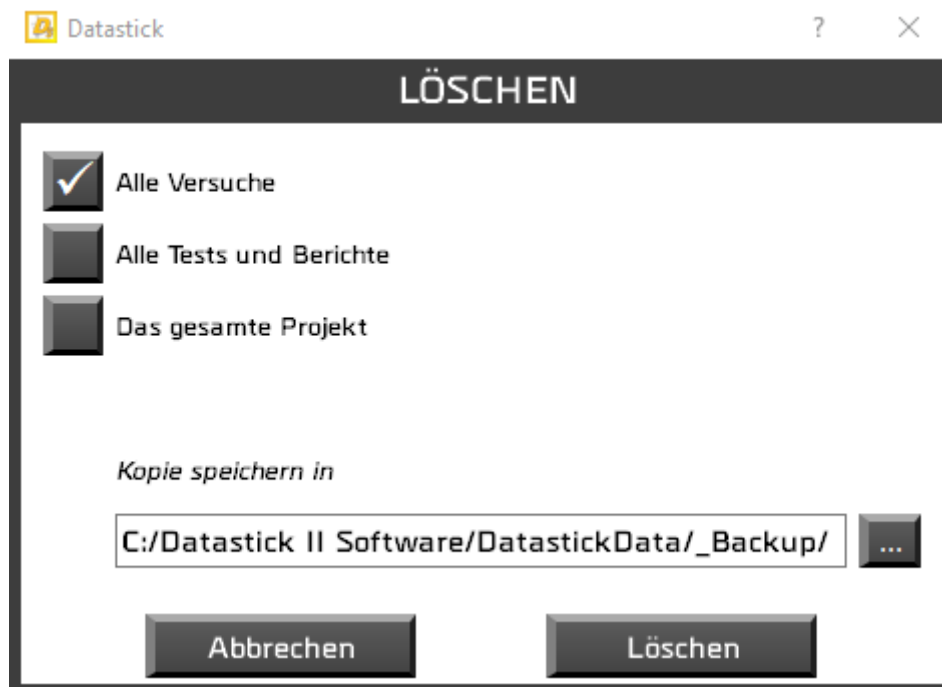 Datastick
LÖSCHEN
Alle Versuche
Alle Tests und Berichte
Das gesamte Projekt
Kopie speichern in
C:/Datastick II Software/DatastickData/_Backup/ ...
Abbrechen Löschen